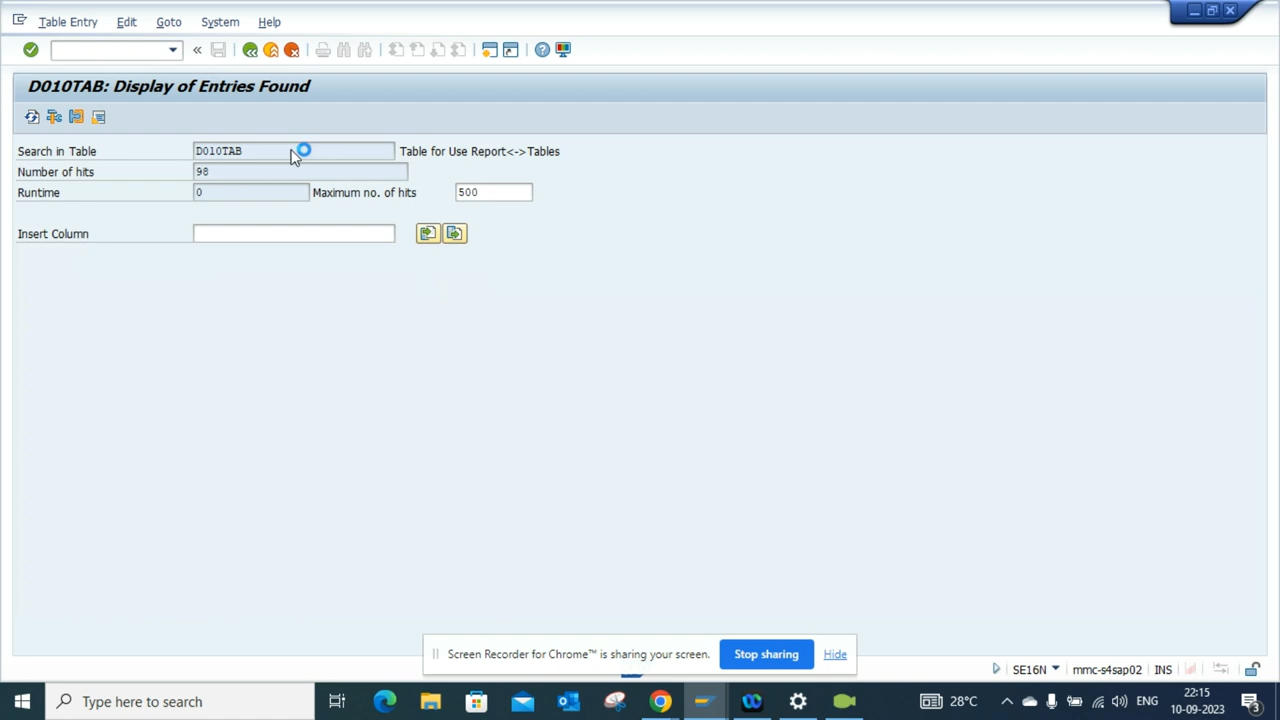 Table Entry Edit Goto System Help
D010TAB: Display of Entries Found
Search in Table D010TAB Table for Use Report<->Tables
Number of hits 98
Runtime 0 Maximum no. of hits 500
Insert Column
Screen Recorder for Chrome™ is sharing your screen. Stop sharing Hide
SE16N mmc-s4sap02 INS
Type here to search 28°C ENG 22:15
10-09-2023 3